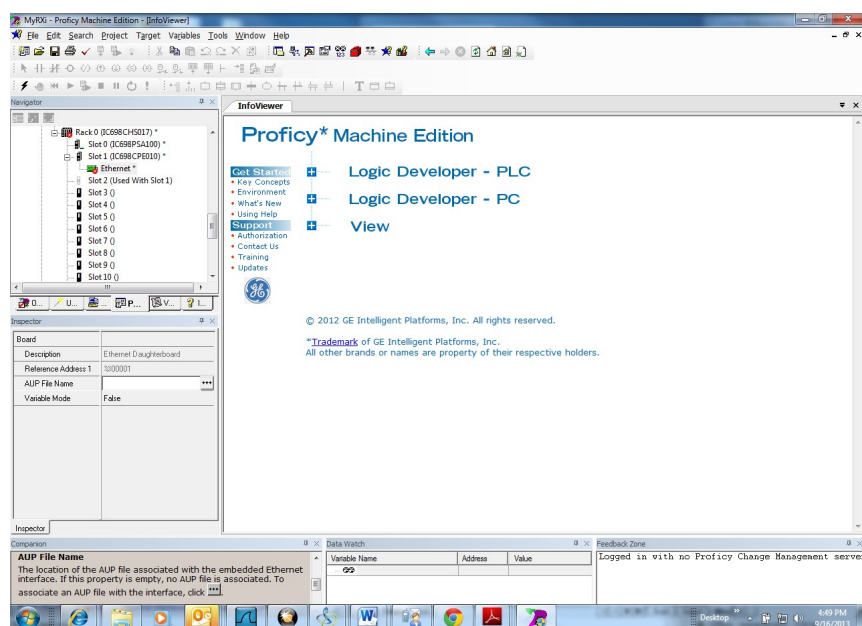 MyRXi - Proficy Machine Edition - [InfoViewer]
File Edit Search Project Target Variables Tools Window Help
Navigator
Rack 0 (IC698CHS017) *
Slot 0 (IC698PSA100) *
Slot 1 (IC698CPE010) *
Ethernet *
Slot 2 (Used With Slot 1)
Slot 3 ()
Slot 4 ()
Slot 5 ()
Slot 6 ()
Slot 7 ()
Slot 8 ()
Slot 9 ()
Slot 10 ()
O... U... ... P... V... I...
Inspector
Board
Description Ethernet Daughterboard
Reference Address 1 %I00001
AUP File Name
Variable Mode False
Inspector
InfoViewer
Proficy* Machine Edition
Get Started
Key Concepts
Environment
What's New
Using Help
Support
Authorization
Contact Us
Training
Updates
Logic Developer - PLC
Logic Developer - PC
View
© 2012 GE Intelligent Platforms, Inc. All rights reserved.
*Trademark of GE Intelligent Platforms, Inc.
All other brands or names are property of their respective holders.
Companion
AUP File Name
The location of the AUP file associated with the embedded Ethernet
interface. If this property is empty, no AUP file is associated. To
associate an AUP file with the interface, click ... .
Data Watch
Variable Name Address Value
Feedback Zone
Logged in with no Proficy Change Management serve
Desktop
4:49 PM
9/16/2013